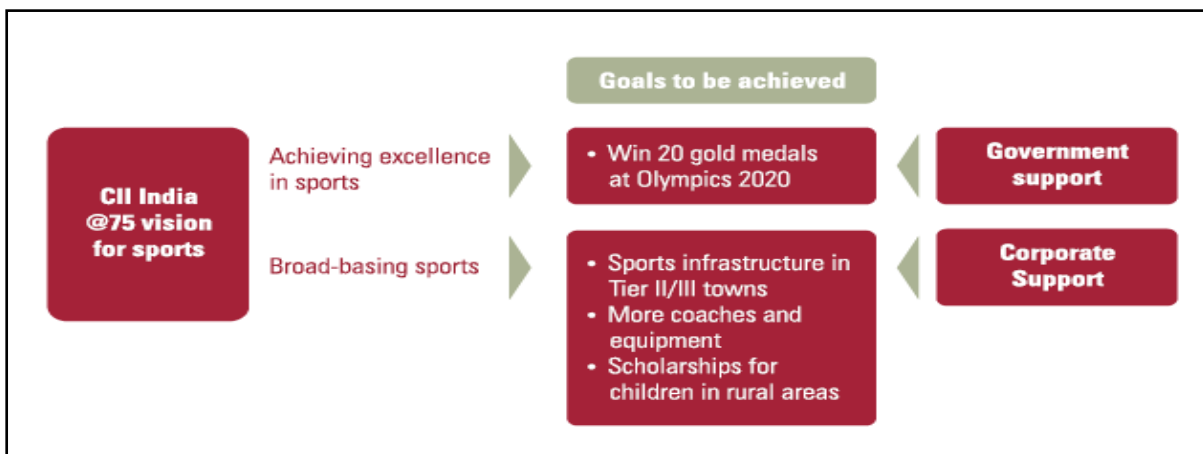 Goals to be achieved
CII India
@75 vision
for sports
Achieving excellence
in sports
• Win 20 gold medals
at Olympics 2020
Government
support
Broad-basing sports
• Sports infrastructure in
Tier II/III towns
• More coaches and
equipment
• Scholarships for
children in rural areas
Corporate
Support